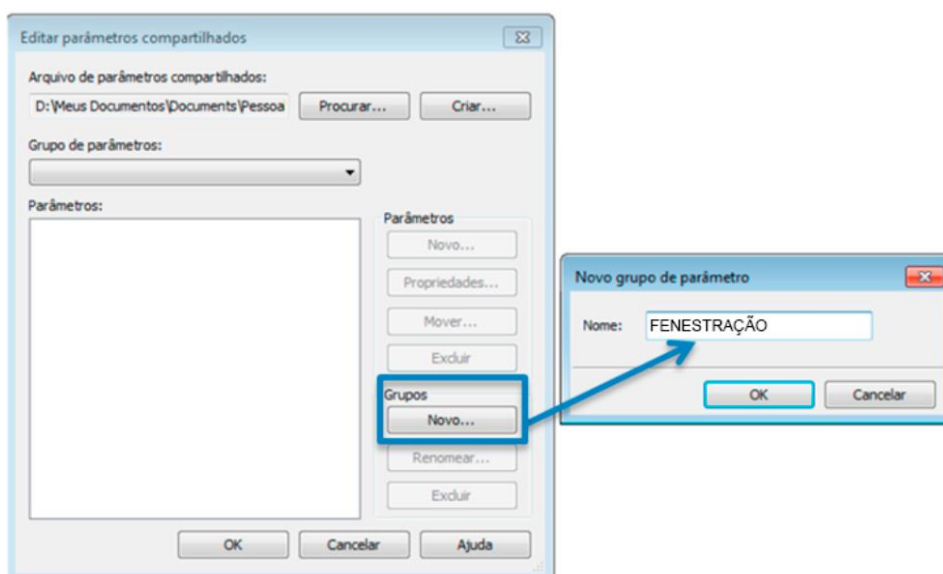 Editar parâmetros compartilhados
Arquivo de parâmetros compartilhados:
D:\Meus Documentos\Documents\Pessoa
Procurar...
Criar...
Grupo de parâmetros:
Parâmetros:
Parâmetros
Novo...
Propriedades...
Mover...
Excluir
Grupos
Novo...
Renomear...
Excluir
OK
Cancelar
Ajuda
Novo grupo de parâmetro
Nome:
FENESTRAÇÃO
OK
Cancelar